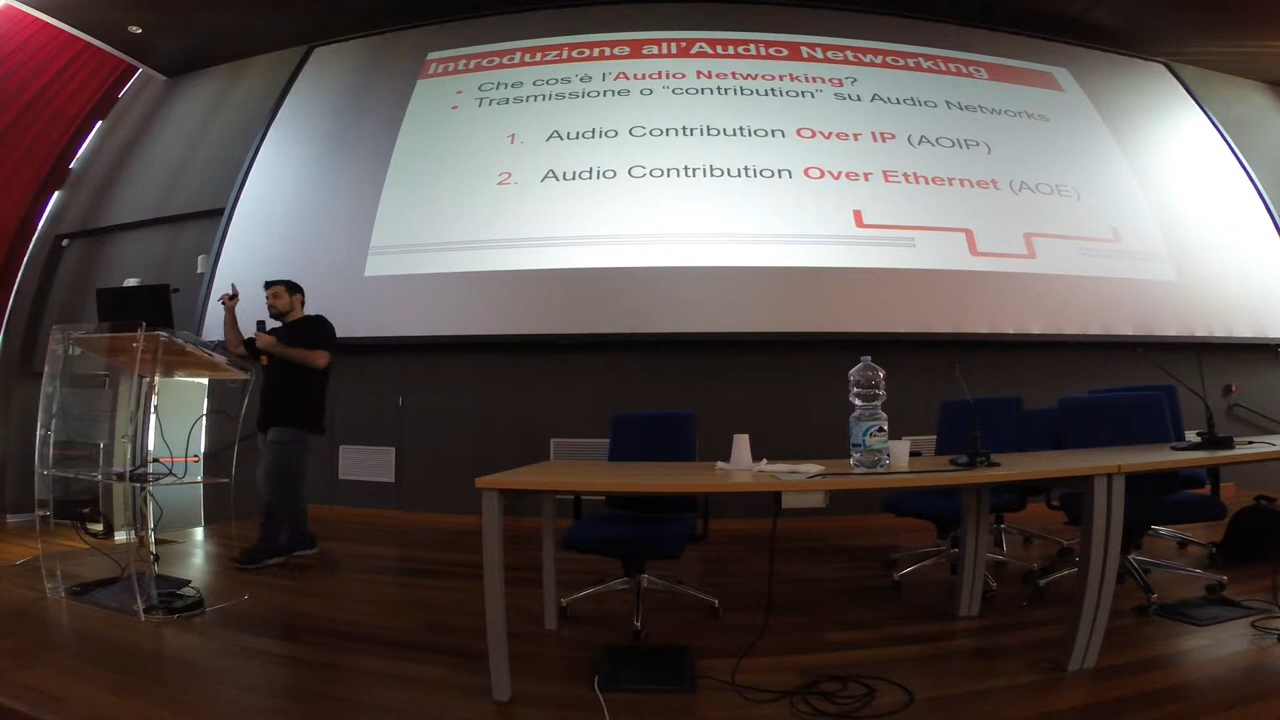 Introduzione all'Audio Networking
• Che cos'è l'Audio Networking?
• Trasmissione o "contribution" su Audio Networks
1. Audio Contribution Over IP (AOIP)
2. Audio Contribution Over Ethernet (AOE)